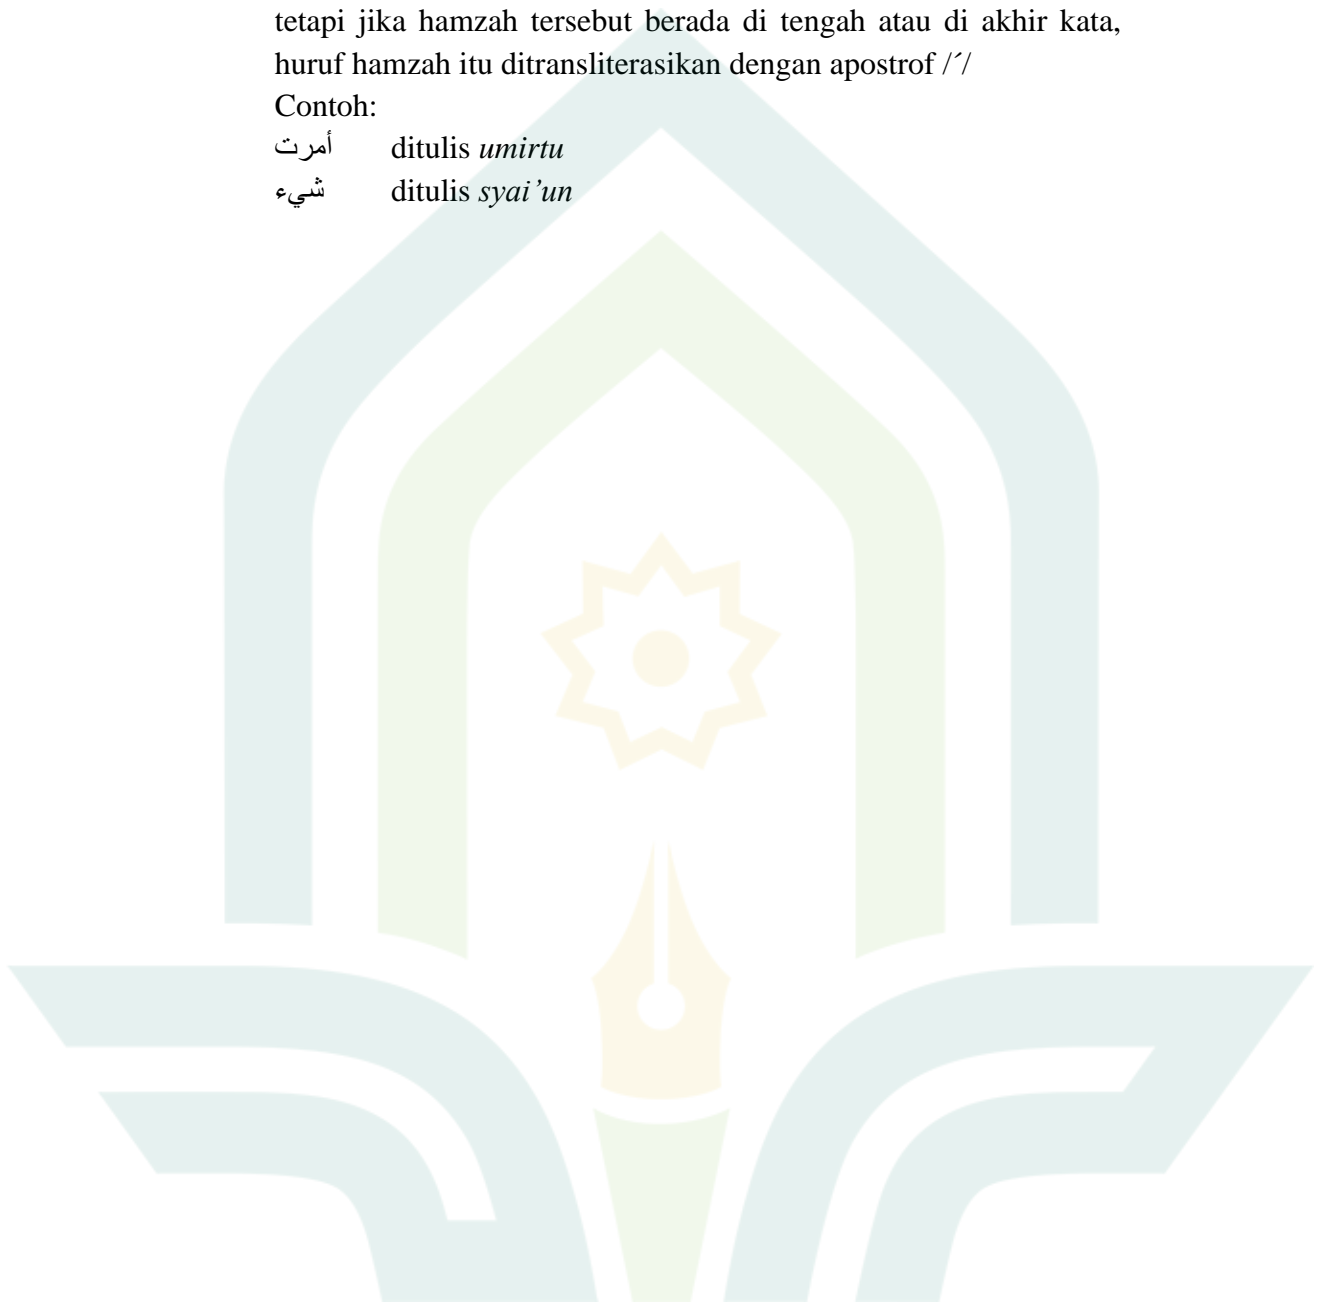 tetapi jika hamzah tersebut berada di tengah atau di akhir kata,
huruf hamzah itu ditransliterasikan dengan apostrof /´/
Contoh:
أمرت ditulis umirtu
شيء ditulis syai’un